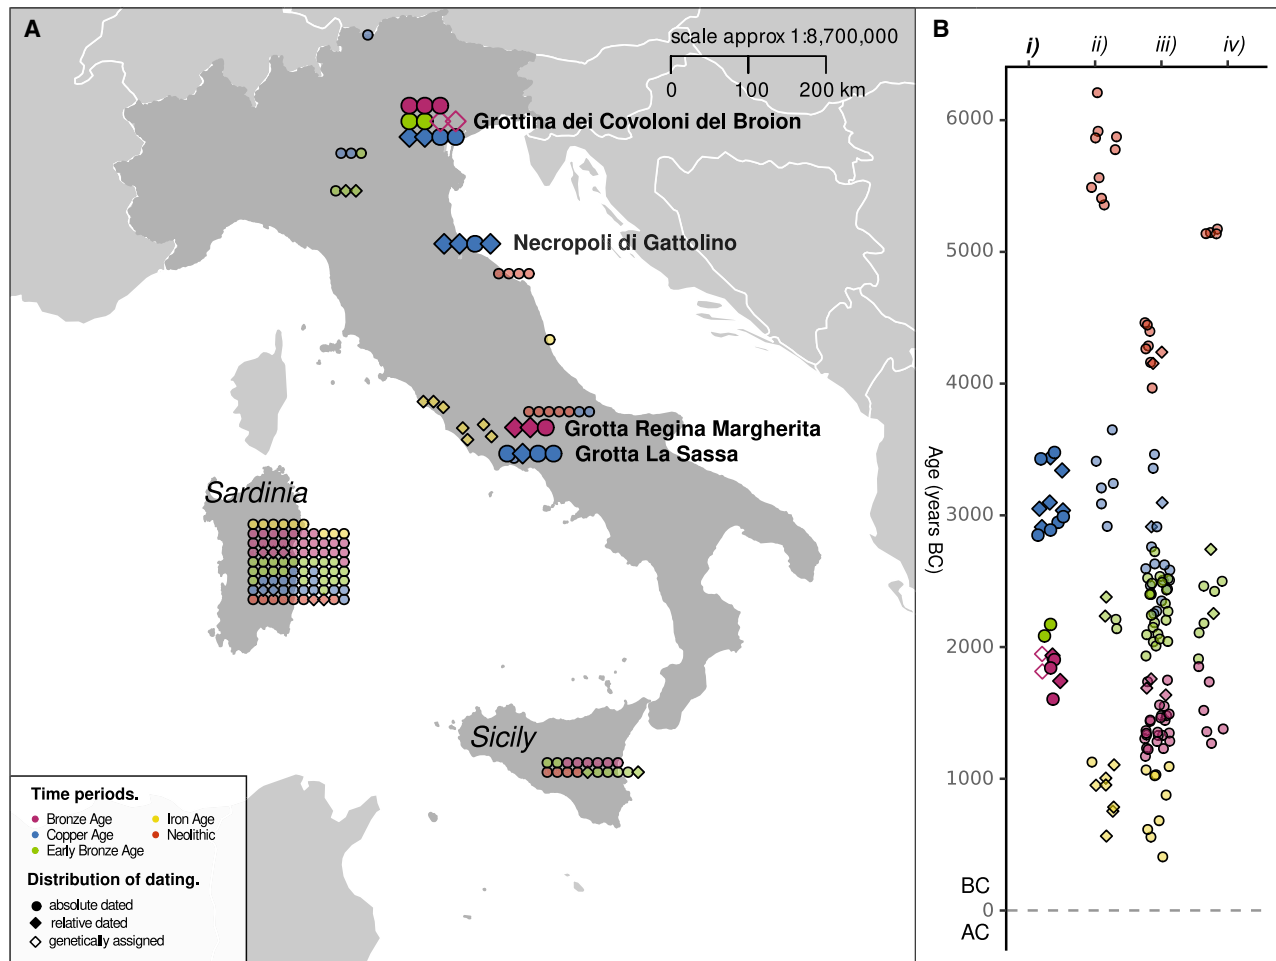 A
scale approx 1:8,700,000
0 100 200 km
Grottina dei Covoloni del Broion
Necropoli di Gattolino
Grotta Regina Margherita
Grotta La Sassa
Sardinia
Sicily
Time periods.
Bronze Age
Iron Age
Copper Age
Neolithic
Early Bronze Age
Distribution of dating.
absolute dated
relative dated
genetically assigned
B
i) ii) iii) iv)
6000
5000
4000
Age (years BC)
3000
2000
1000
BC
0
AC